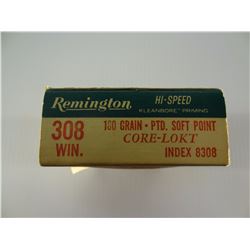 Remington
HI-SPEED
KLEANBORE PRIMING
308
WIN.
180 GRAIN • PTD. SOFT POINT
CORE-LOKT
INDEX 8308